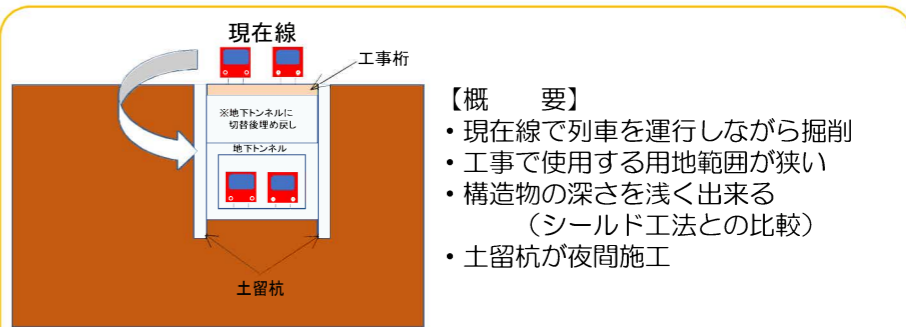 現在線
工事桁
※地下トンネルに
切替後埋め戻し
地下トンネル
土留杭
【概　　要】
・現在線で列車を運行しながら掘削
・工事で使用する用地範囲が狭い
・構造物の深さを浅く出来る
（シールド工法との比較）
・土留杭が夜間施工